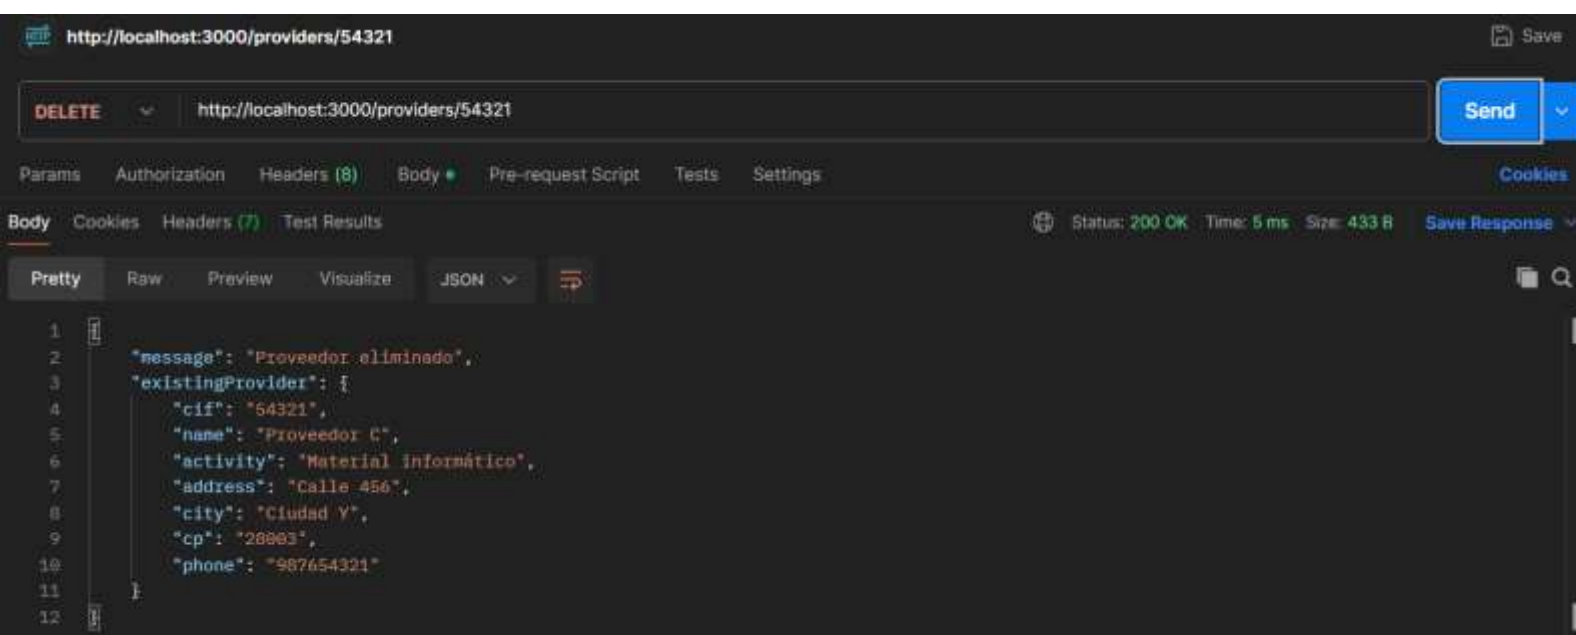 HTTP http://localhost:3000/providers/54321 Save
DELETE http://localhost:3000/providers/54321 Send
Params Authorization Headers (8) Body Pre-request Script Tests Settings Cookies
Body Cookies Headers (7) Test Results Status: 200 OK Time: 5 ms Size: 433 B Save Response
Pretty Raw Preview Visualize JSON
1 {
2 "message": "Proveedor eliminado",
3 "existingProvider": {
4 "cif": "54321",
5 "name": "Proveedor C",
6 "activity": "Material informático",
7 "address": "Calle 456",
8 "city": "Ciudad Y",
9 "cp": "28003",
10 "phone": "987654321"
11 }
12 }